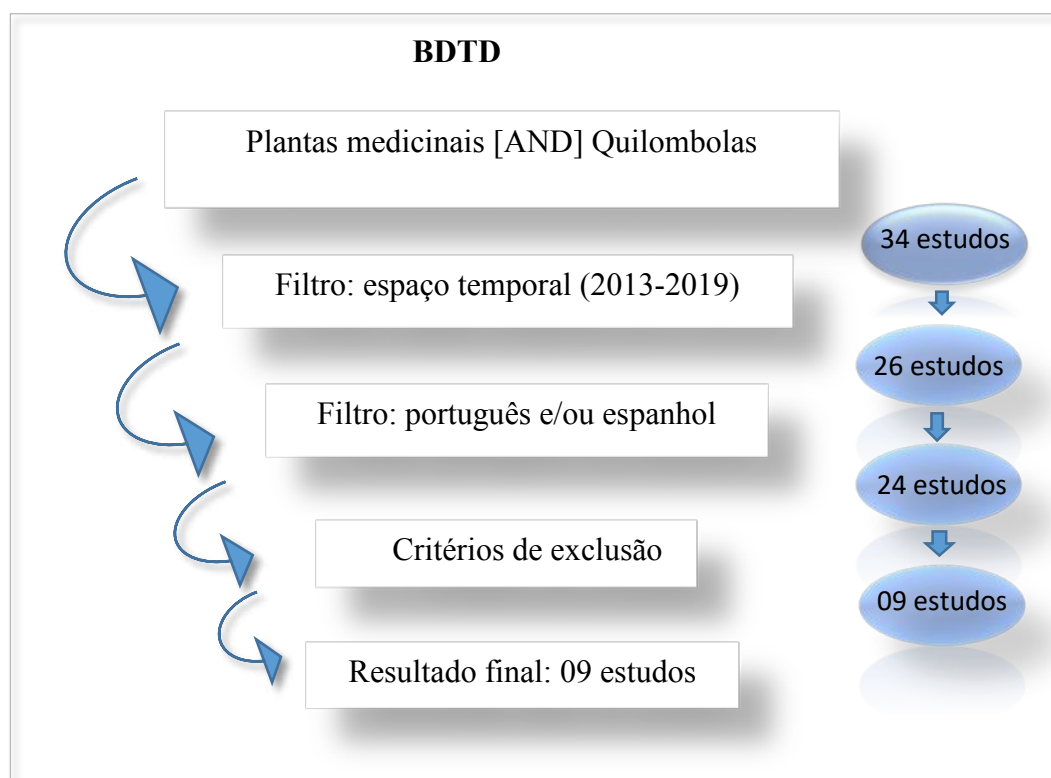 BDTD
Plantas medicinais [AND] Quilombolas
34 estudos
Filtro: espaço temporal (2013-2019)
26 estudos
Filtro: português e/ou espanhol
24 estudos
Critérios de exclusão
09 estudos
Resultado final: 09 estudos